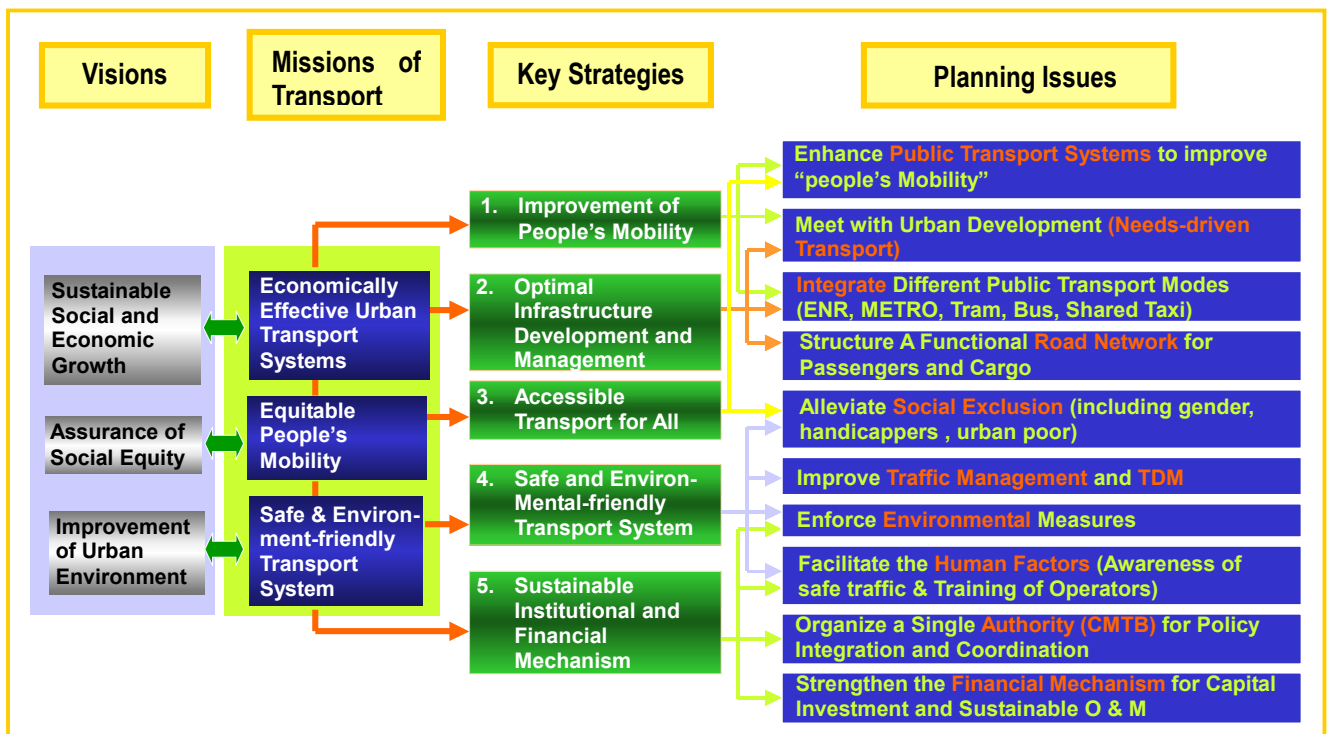 Visions
Missions of
Transport
Key Strategies
Planning Issues
Sustainable
Social and
Economic
Growth
Assurance of
Social Equity
Improvement
of Urban
Environment
Economically
Effective Urban
Transport
Systems
Equitable
People's
Mobility
Safe & Environ-
ment-friendly
Transport
System
1. Improvement of
People's Mobility
2. Optimal
Infrastructure
Development and
Management
3. Accessible
Transport for All
4. Safe and Environ-
Mental-friendly
Transport System
5. Sustainable
Institutional and
Financial
Mechanism
Enhance Public Transport Systems to improve
“people’s Mobility”
Meet with Urban Development (Needs-driven
Transport)
Integrate Different Public Transport Modes
(ENR, METRO, Tram, Bus, Shared Taxi)
Structure A Functional Road Network for
Passengers and Cargo
Alleviate Social Exclusion (including gender,
handicappers , urban poor)
Improve Traffic Management and TDM
Enforce Environmental Measures
Facilitate the Human Factors (Awareness of
safe traffic & Training of Operators)
Organize a Single Authority (CMTB) for Policy
Integration and Coordination
Strengthen the Financial Mechanism for Capital
Investment and Sustainable O & M